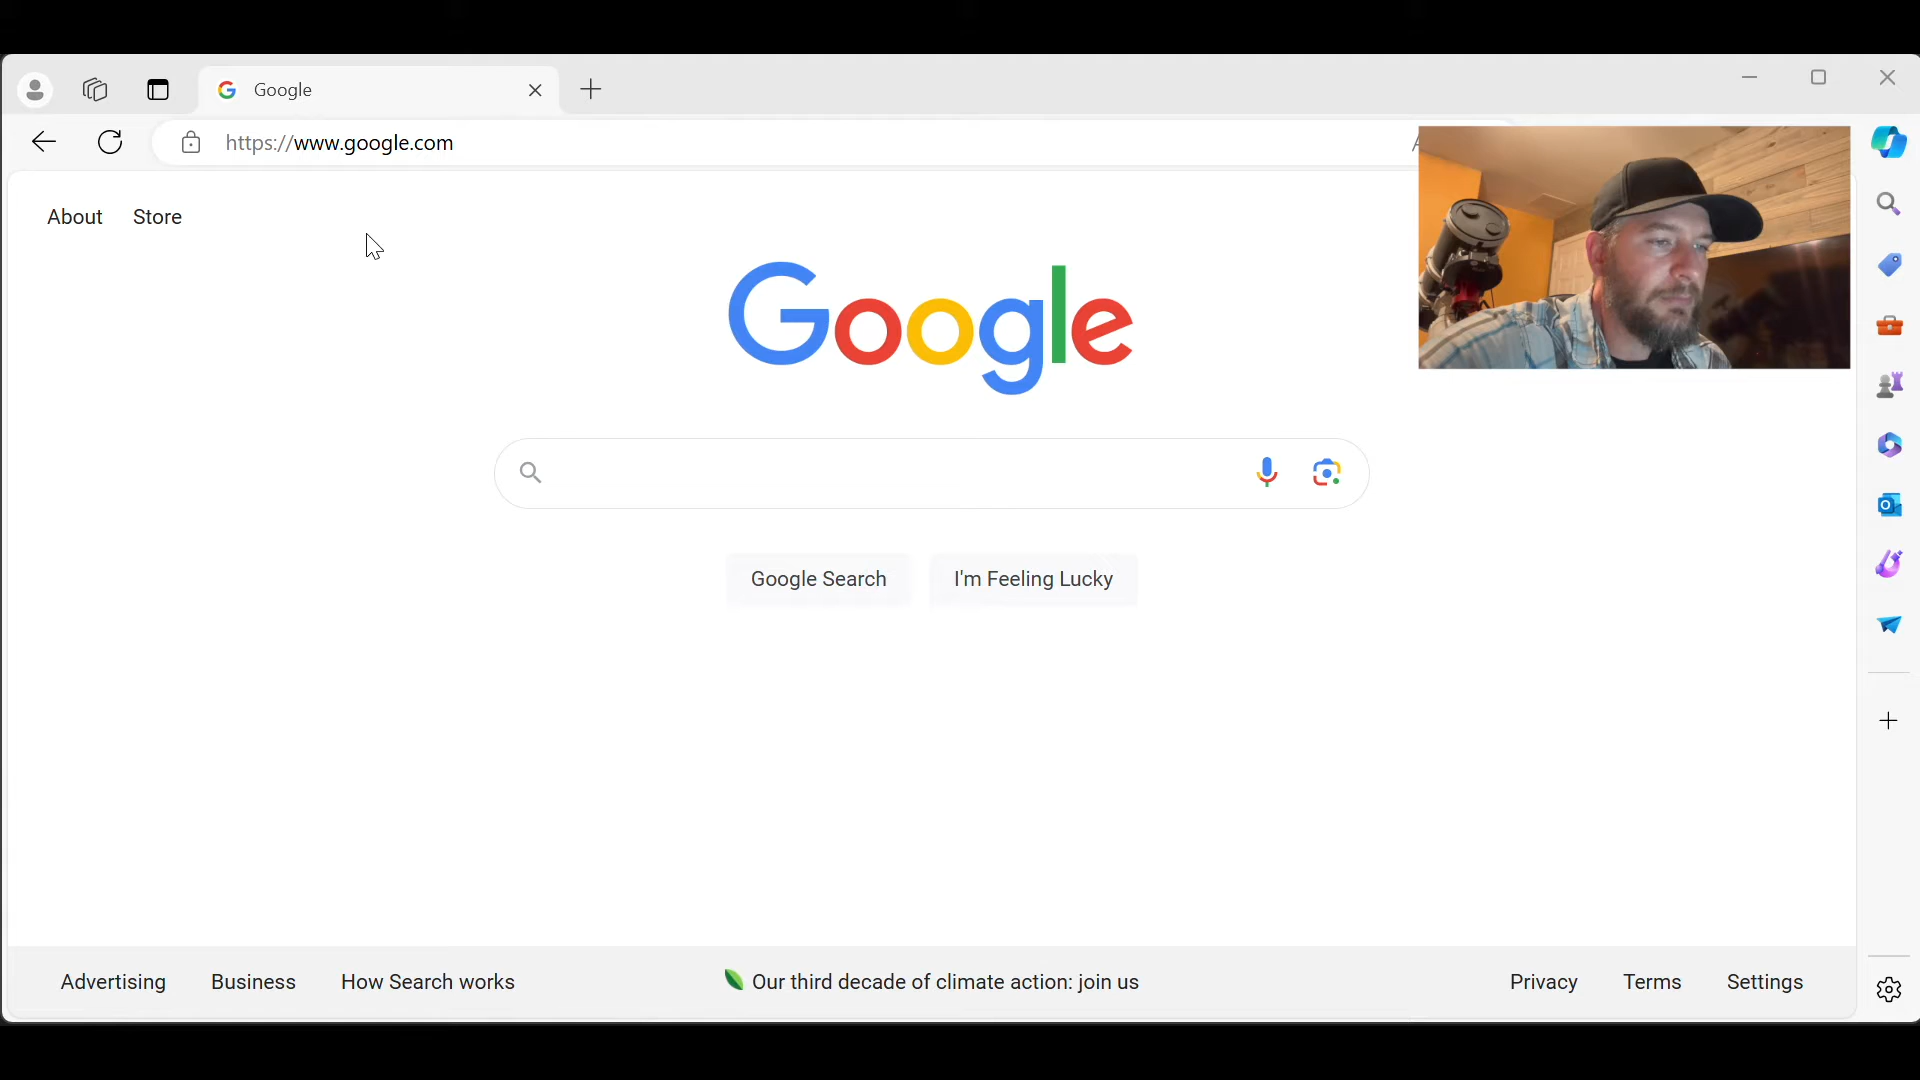 Google
https://www.google.com
About Store
Google
Google Search I'm Feeling Lucky
Advertising Business How Search works Our third decade of climate action: join us Privacy Terms Settings